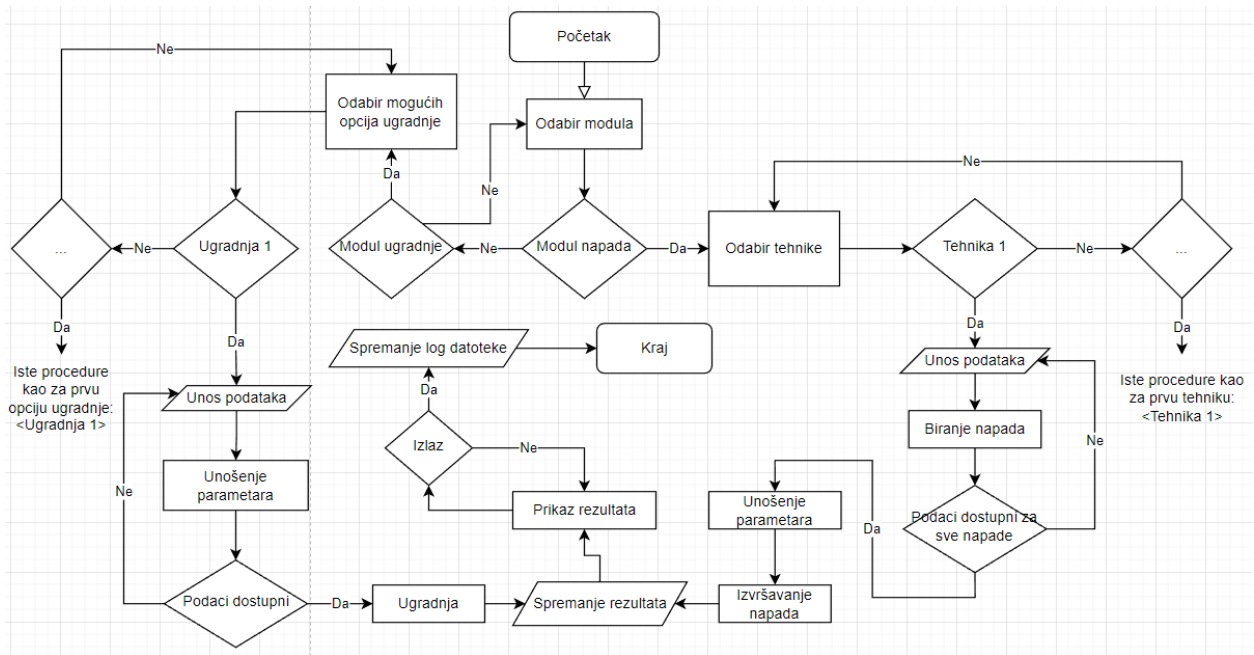 Početak
Ne
Odabir mogućih
opcija ugradnje
Odabir modula
Da
Ne
Ne
...
Ne
Ugradnja 1
Modul ugradnje
Ne
Modul napada
Da
Odabir tehnike
Tehnika 1
Ne
...
Da
Da
Spremanje log datoteke
Kraj
Da
Da
Iste procedure
kao za prvu
opciju ugradnje:
<Ugradnja 1>
Unos podataka
Da
Unos podataka
Iste procedure kao
za prvu tehniku:
<Tehnika 1>
Izlaz
Ne
Biranje napada
Ne
Unošenje
parametara
Ne
Prikaz rezultata
Unošenje
parametara
Da
Podaci dostupni za
sve napade
Podaci dostupni
Da
Ugradnja
Spremanje rezultata
Izvršavanje
napada